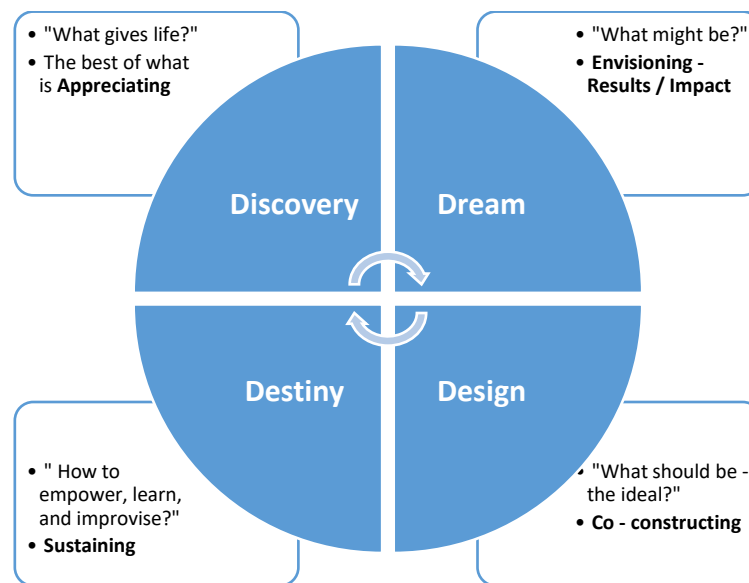 • "What gives life?"
• The best of what
is Appreciating
• "What might be?"
• Envisioning -
Results / Impact
Discovery
Dream
Destiny
Design
• " How to
empower, learn,
and improvise?"
• Sustaining
• "What should be -
the ideal?"
• Co - constructing